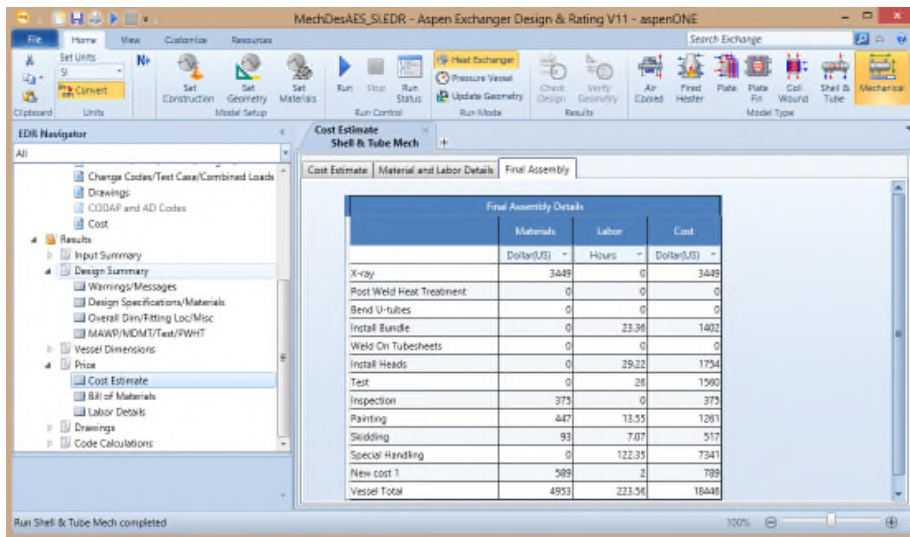 MechDesAES_SI.EDR - Aspen Exchanger Design & Rating V11 - aspenONE
File Home View Customize Resources Search Exchange
Set Units
SI
Convert
Set Construction Set Geometry Set Materials
Run Stop Run Status
Heat Exchanger
Pressure Vessel
Update Geometry
Check Design Verify Geometry
Air Cooled Fired Heater Plate Plate Fin Coil Wound Shell & Tube Mechanical
Clipboard Units Model Setup Run Control Run Mode Results Model Type
EDR Navigator
All
Change Codes/Test Case/Combined Loads
Drawings
CODAP and AD Codes
Cost
Results
Input Summary
Design Summary
Warnings/Messages
Design Specifications/Materials
Overall Dim/Fitting Loc/Misc
MAWP/MDMT/Test/PWHT
Vessel Dimensions
Price
Cost Estimate
Bill of Materials
Labor Details
Drawings
Code Calculations
Cost Estimate
Shell & Tube Mech
Cost Estimate Material and Labor Details Final Assembly
Final Assembly Details
Materials Labor Cost
Dollar(US) Hours Dollar(US)
X-ray 3449 0 3449
Post Weld Heat Treatment 0 0 0
Bend U-tubes 0 0 0
Install Bundle 0 23.36 1402
Weld On Tubesheets 0 0 0
Install Heads 0 29.22 1754
Test 0 26 1560
Inspection 375 0 375
Painting 447 13.55 1261
Skidding 93 7.07 517
Special Handling 0 122.35 7341
New cost 1 589 2 789
Vessel Total 4953 223.56 18448
Run Shell & Tube Mech completed
100%